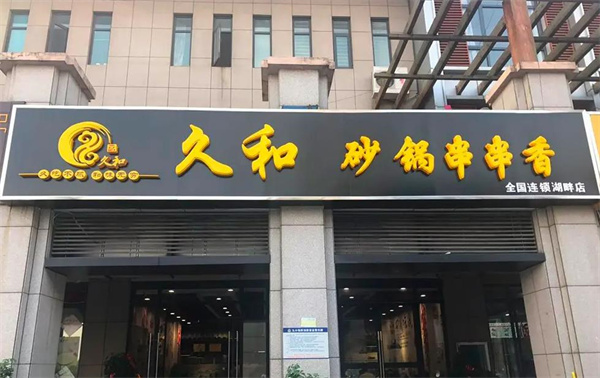 久和
久和 砂锅串串香
全国连锁湖畔店